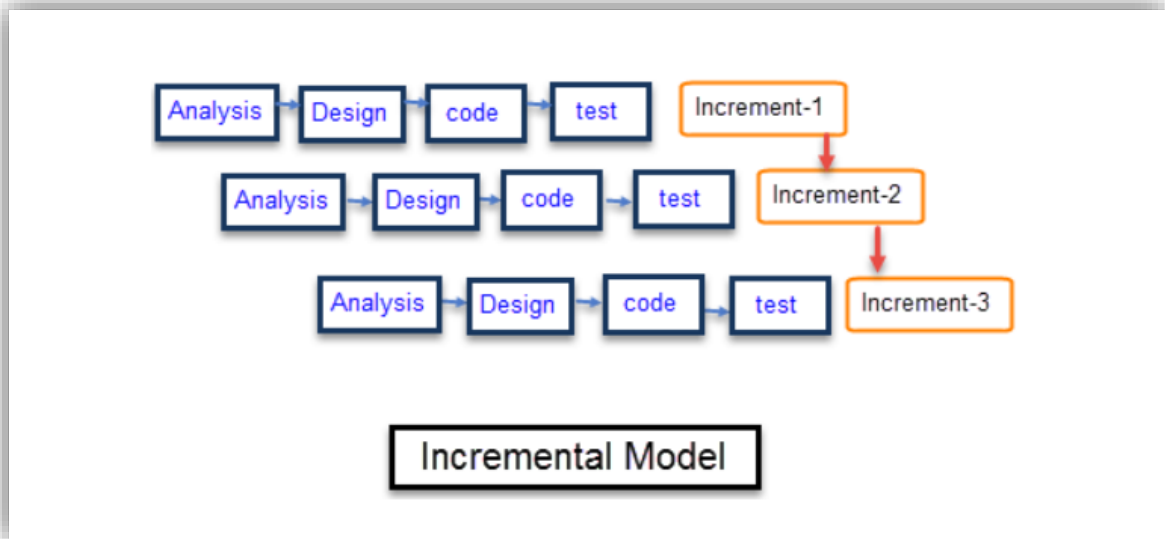 Analysis Design code test Increment-1
Analysis Design code test Increment-2
Analysis Design code test Increment-3
Incremental Model